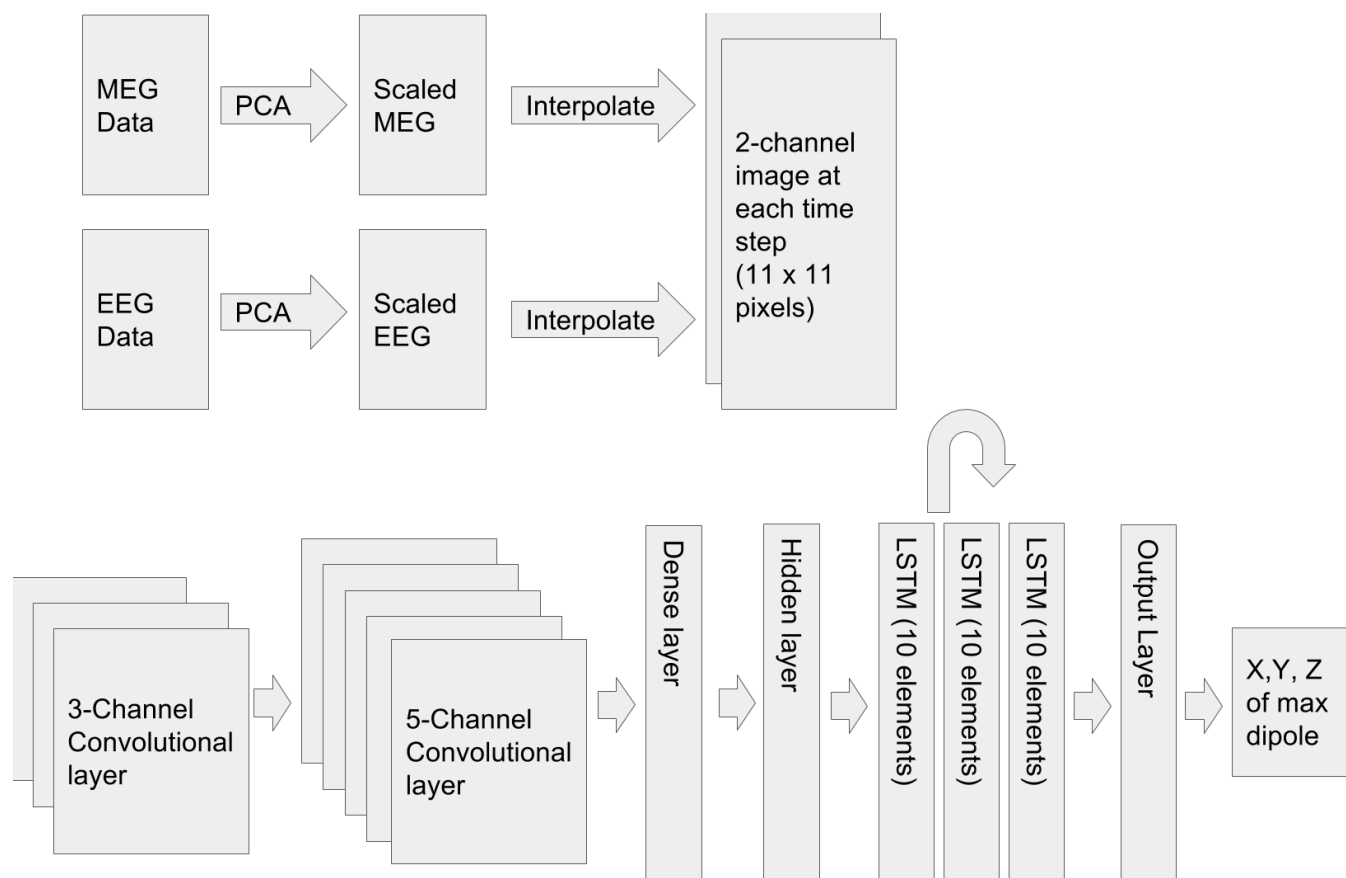 MEG
Data
PCA
Scaled
MEG
Interpolate
2-channel
image at
each time
step
(11 x 11
pixels)
EEG
Data
PCA
Scaled
EEG
Interpolate
3-Channel
Convolutional
layer
5-Channel
Convolutional
layer
Dense layer
Hidden layer
LSTM (10 elements)
LSTM (10 elements)
LSTM (10 elements)
Output Layer
X,Y, Z
of max
dipole